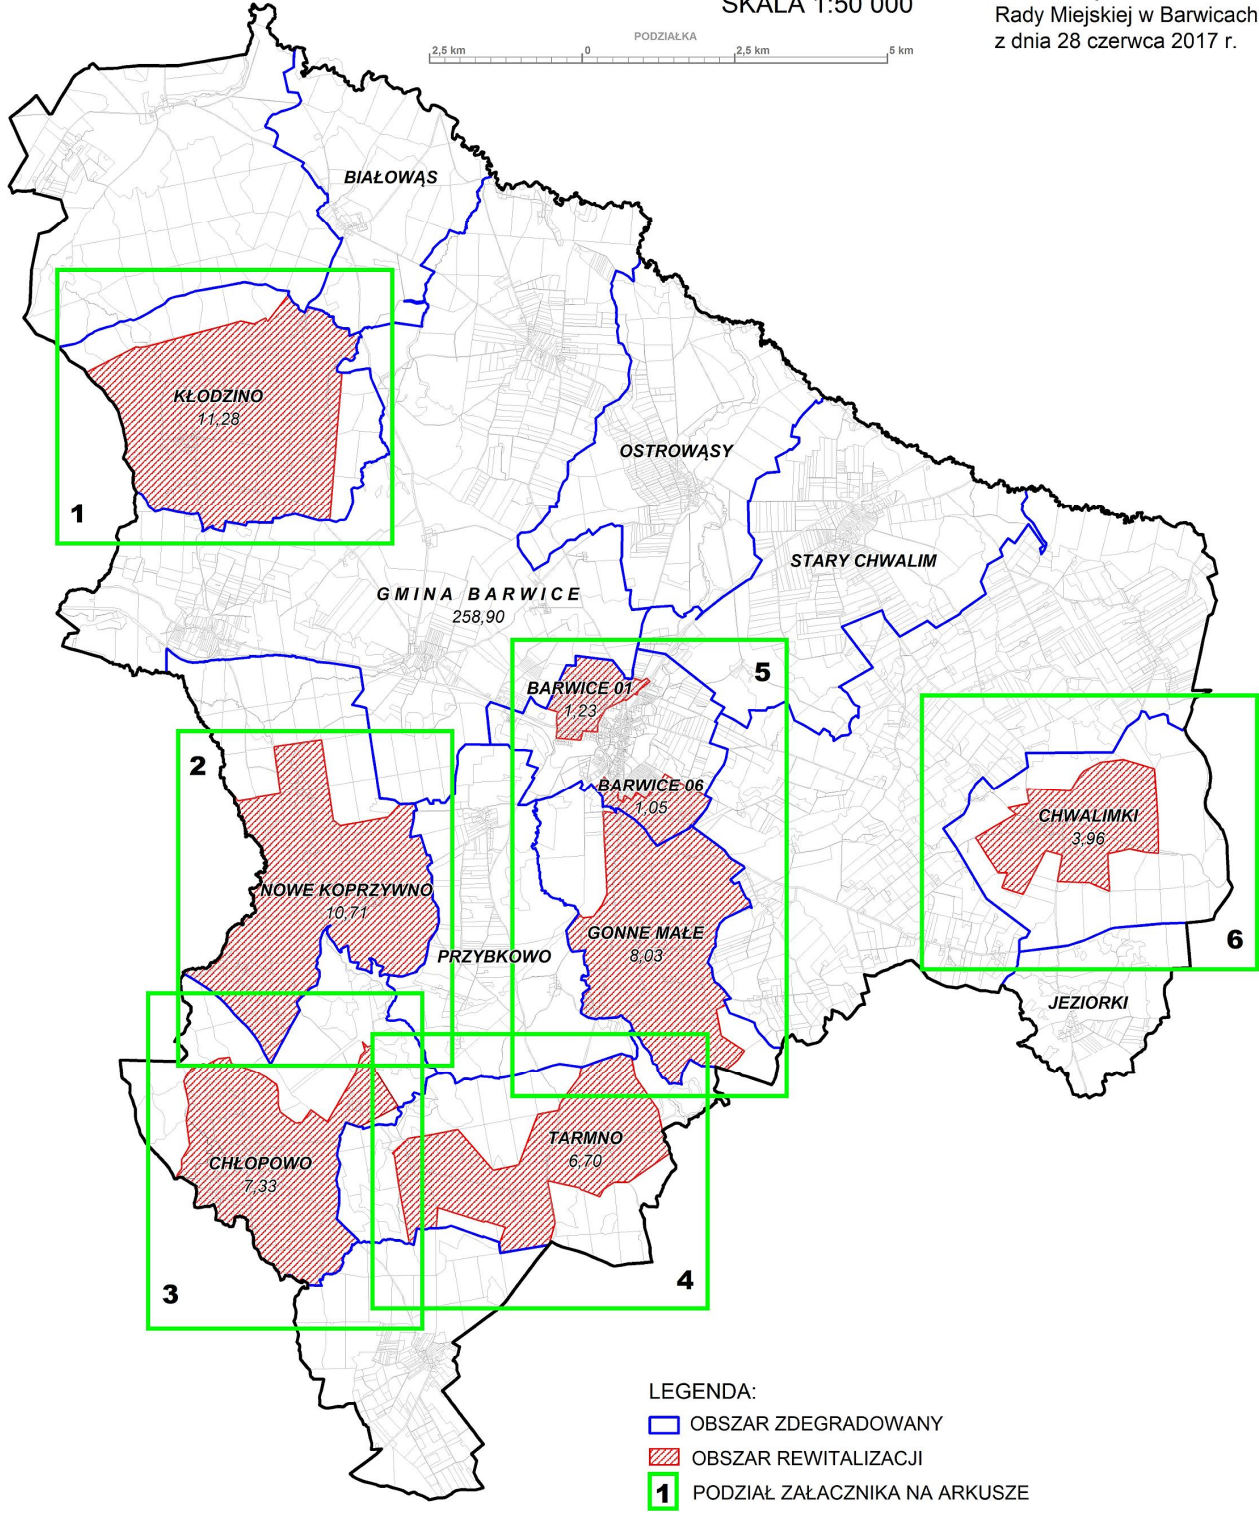 SKALA 1:50 000
Rady Miejskiej w Barwicach
z dnia 28 czerwca 2017 r.
PODZIAŁKA
2,5 km 0 2,5 km 5 km
BIAŁOWĄS
KŁODZINO
11,28
1
OSTROWĄSY
STARY CHWALIM
GMINA BARWICE
258,90
5
BARWICE 01
1,23
2
BARWICE 06
1,05
CHWALIMKI
3,96
NOWE KOPRZYWNO
10,71
GONNE MAŁE
8,03
PRZYBKOWO
6
JEZIORKI
TARMNO
6,70
CHŁOPOWO
7,33
4
3
LEGENDA:
OBSZAR ZDEGRADOWANY
OBSZAR REWITALIZACJI
1 PODZIAŁ ZAŁACZNIKA NA ARKUSZE